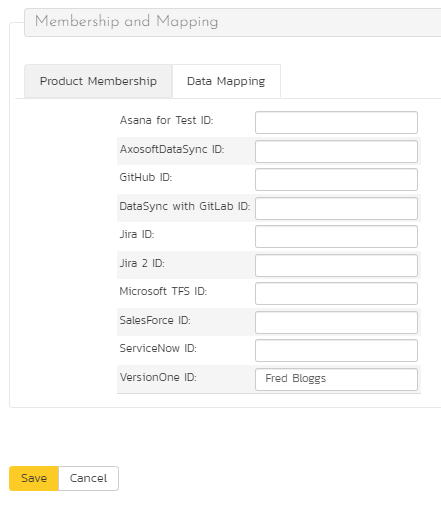 Membership and Mapping
Product Membership Data Mapping
Asana for Test ID:
AxosoftDataSync ID:
GitHub ID:
DataSync with GitLab ID:
Jira ID:
Jira 2 ID:
Microsoft TFS ID:
SalesForce ID:
ServiceNow ID:
VersionOne ID: Fred Bloggs
Save Cancel